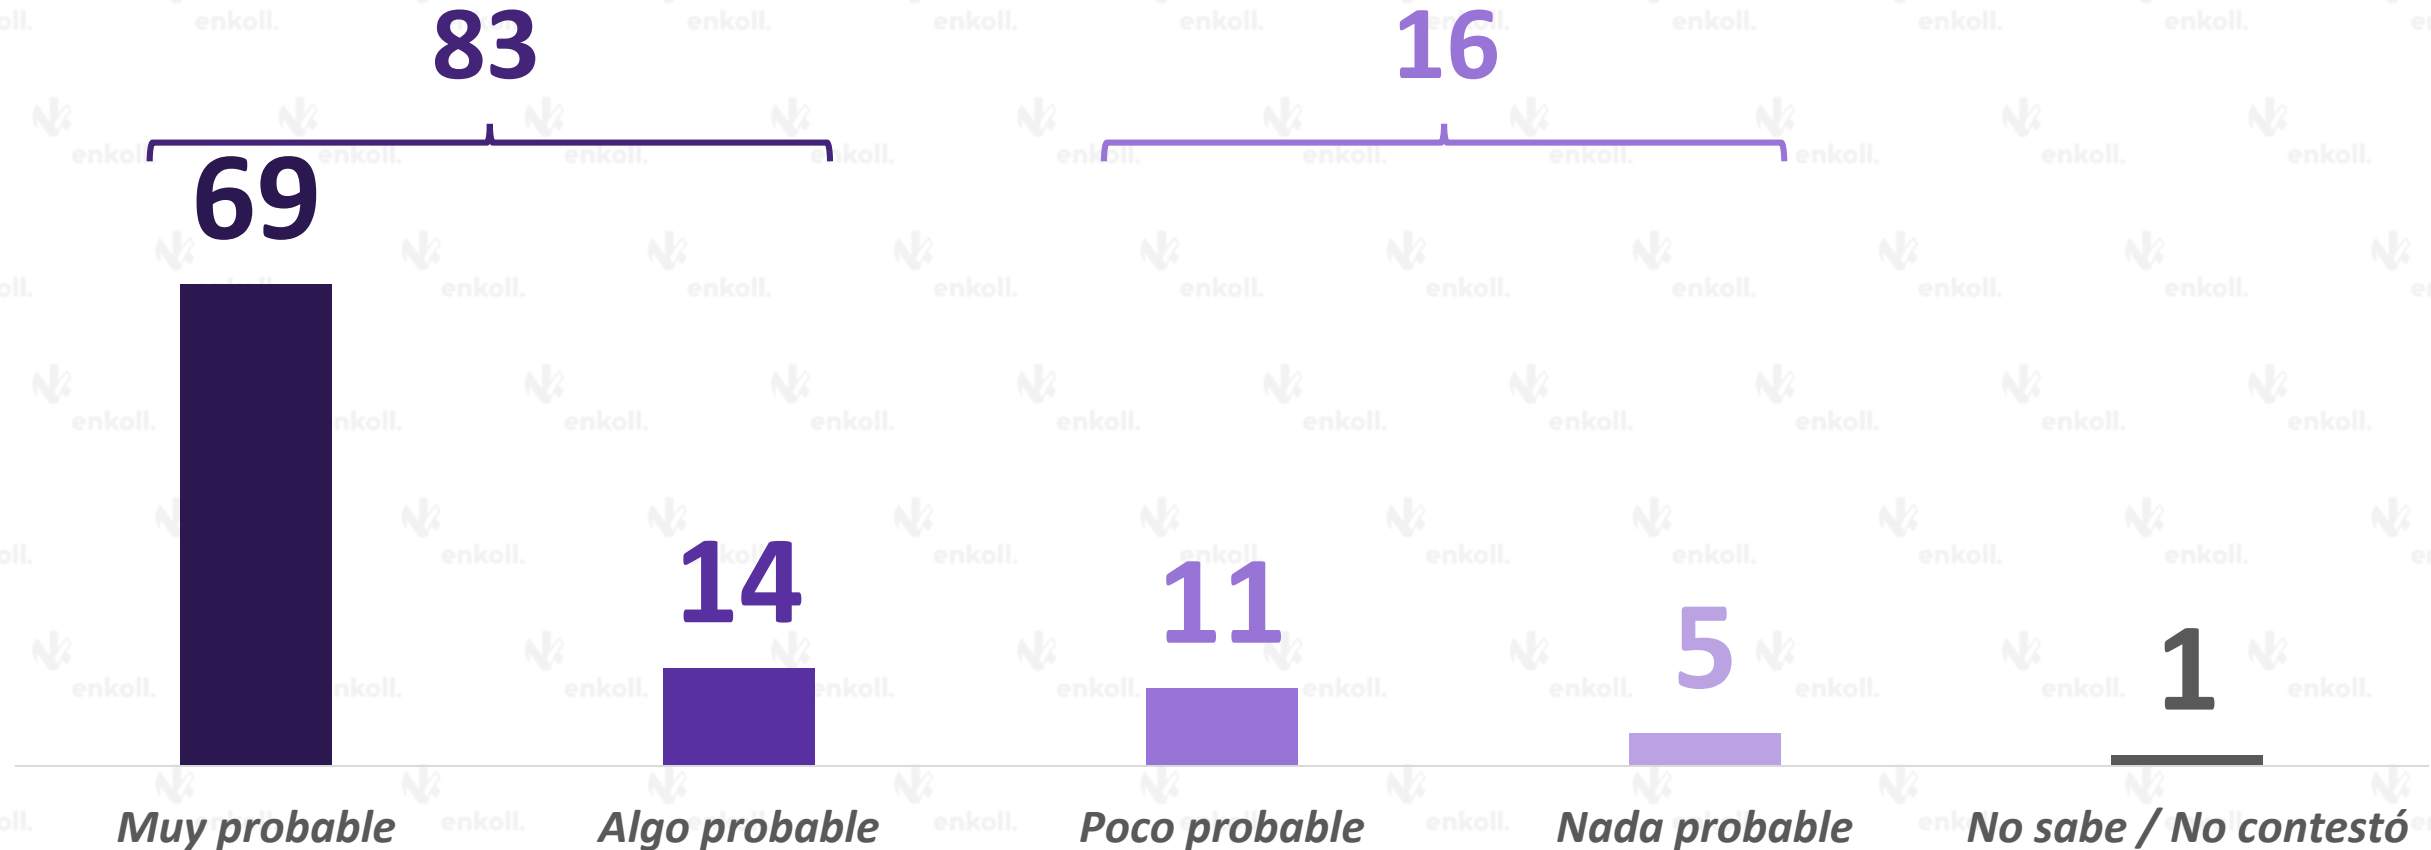 83
16
69
14
11
5
1
Muy probable
Algo probable
Poco probable
Nada probable
No sabe / No contestó
enkoll.